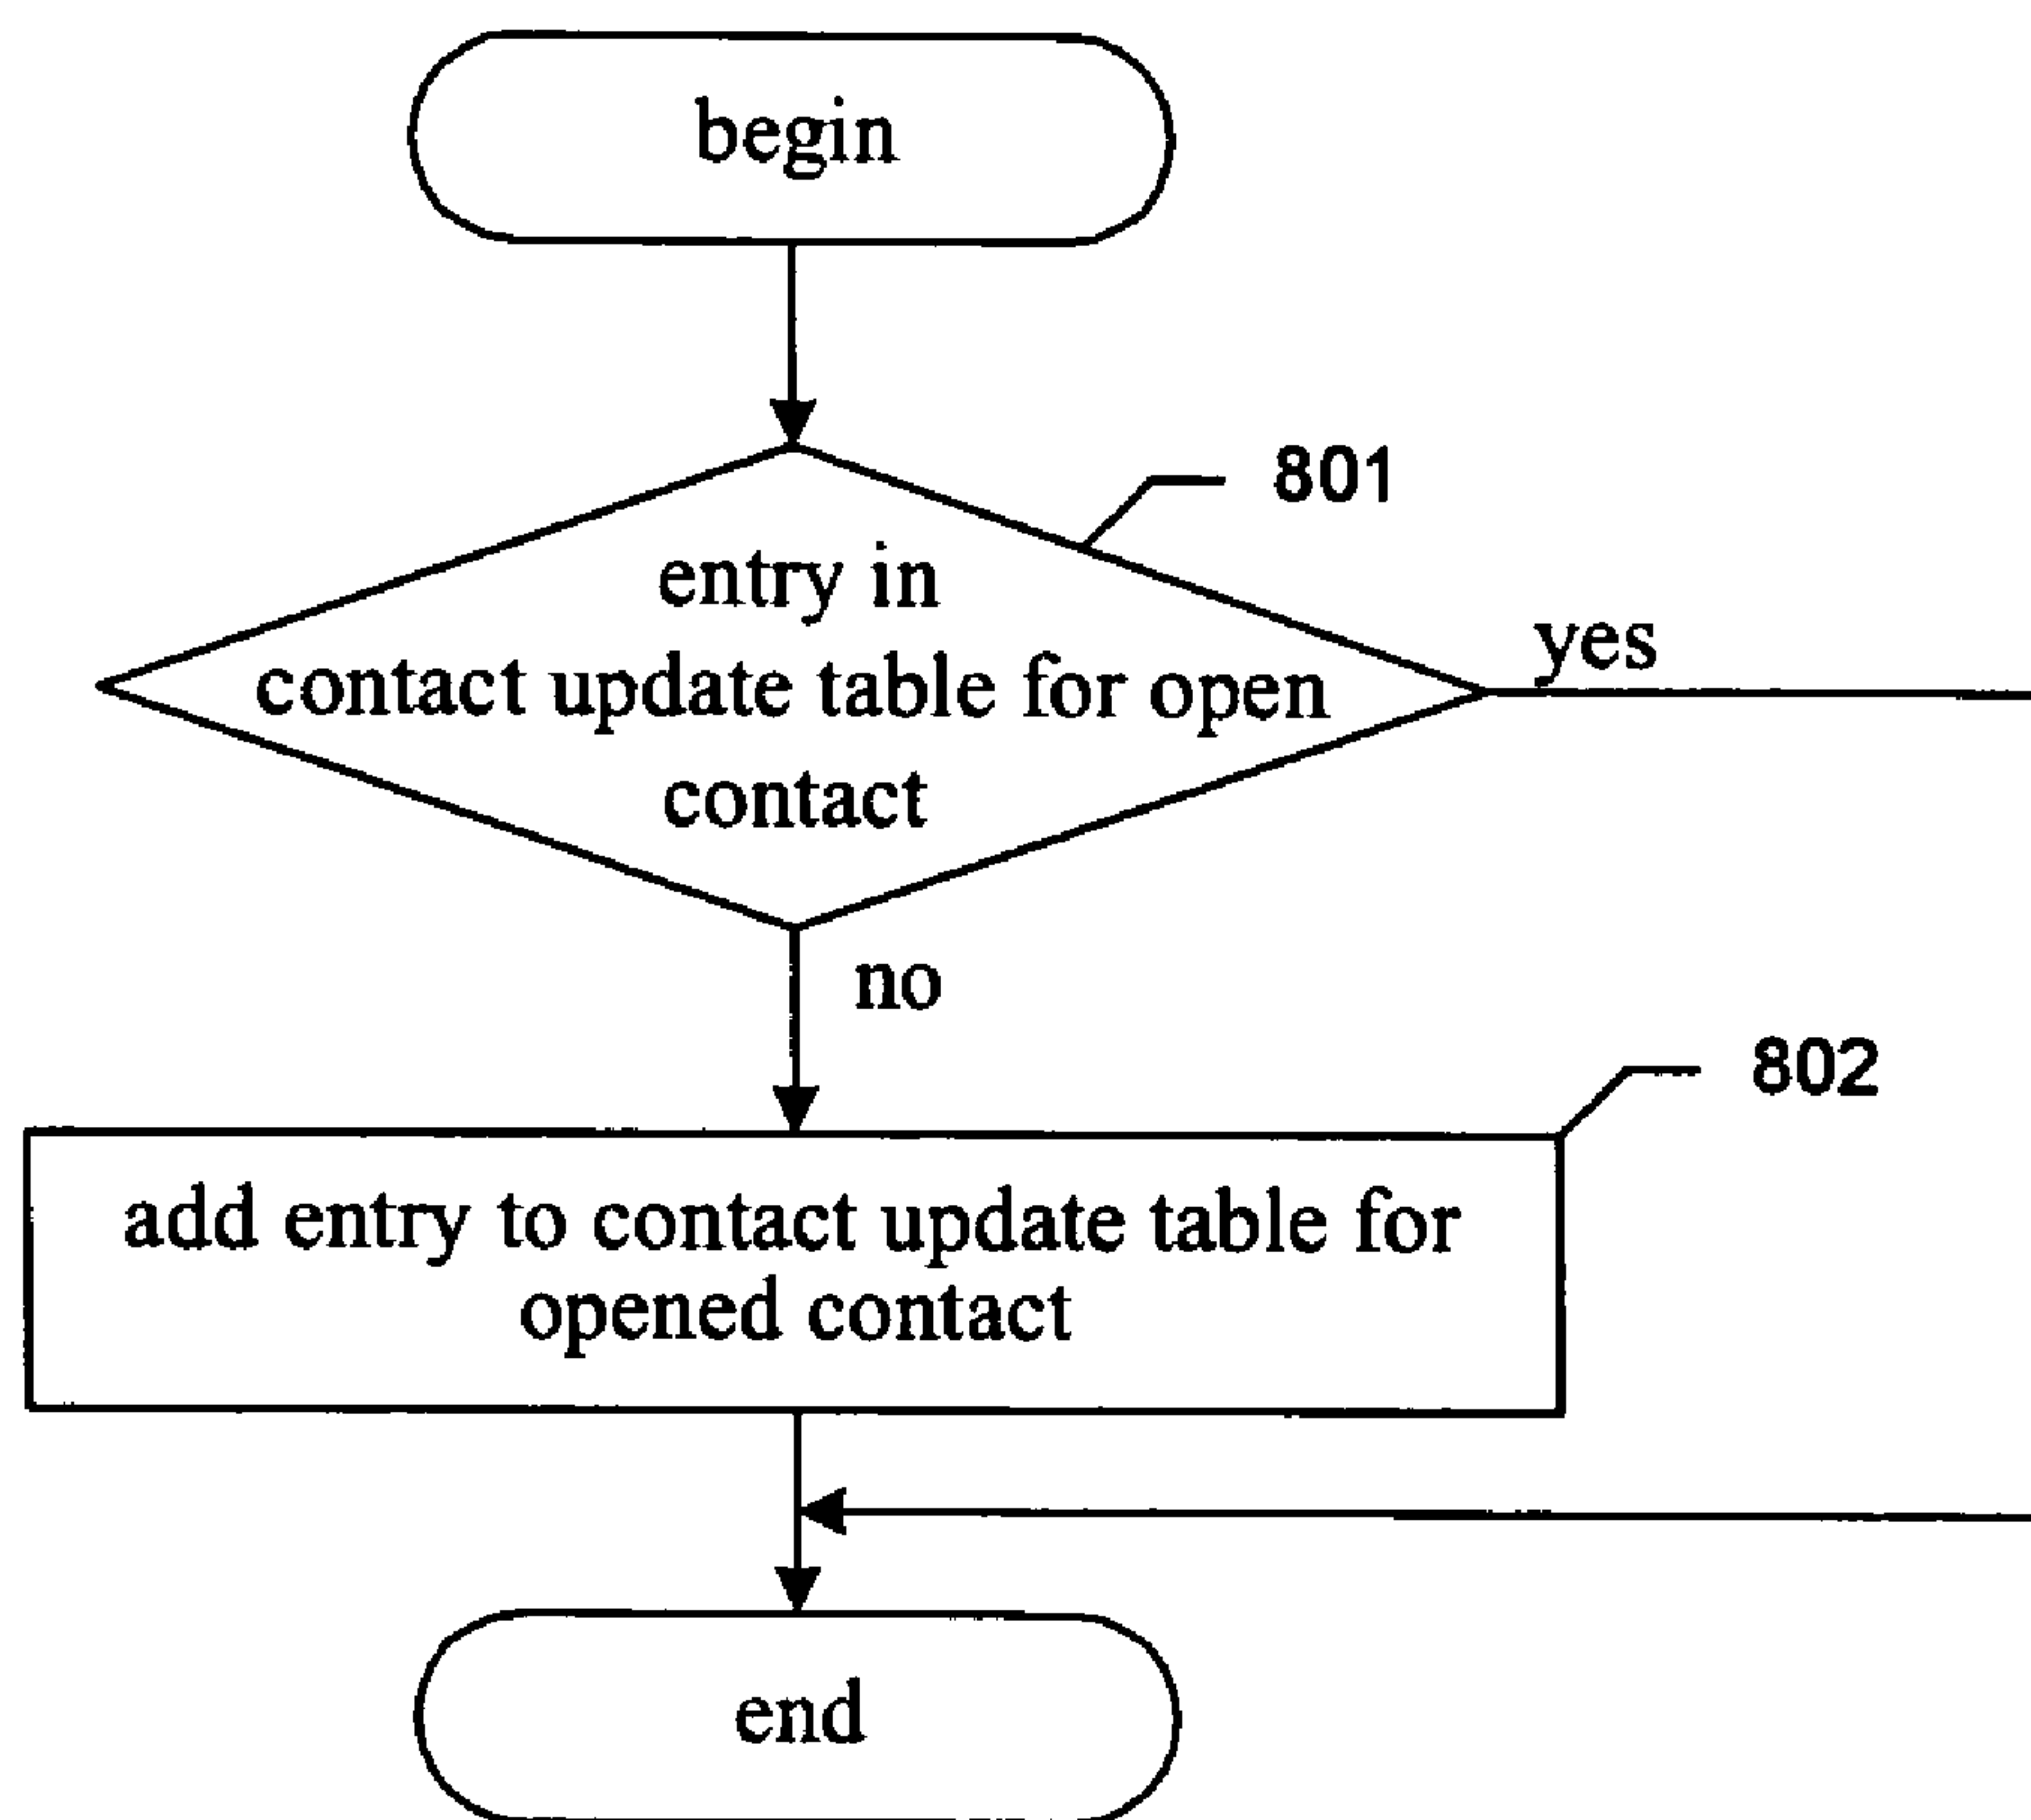 begin
801
entry in
contact update table for open
contact
yes
no
802
add entry to contact update table for
opened contact
end